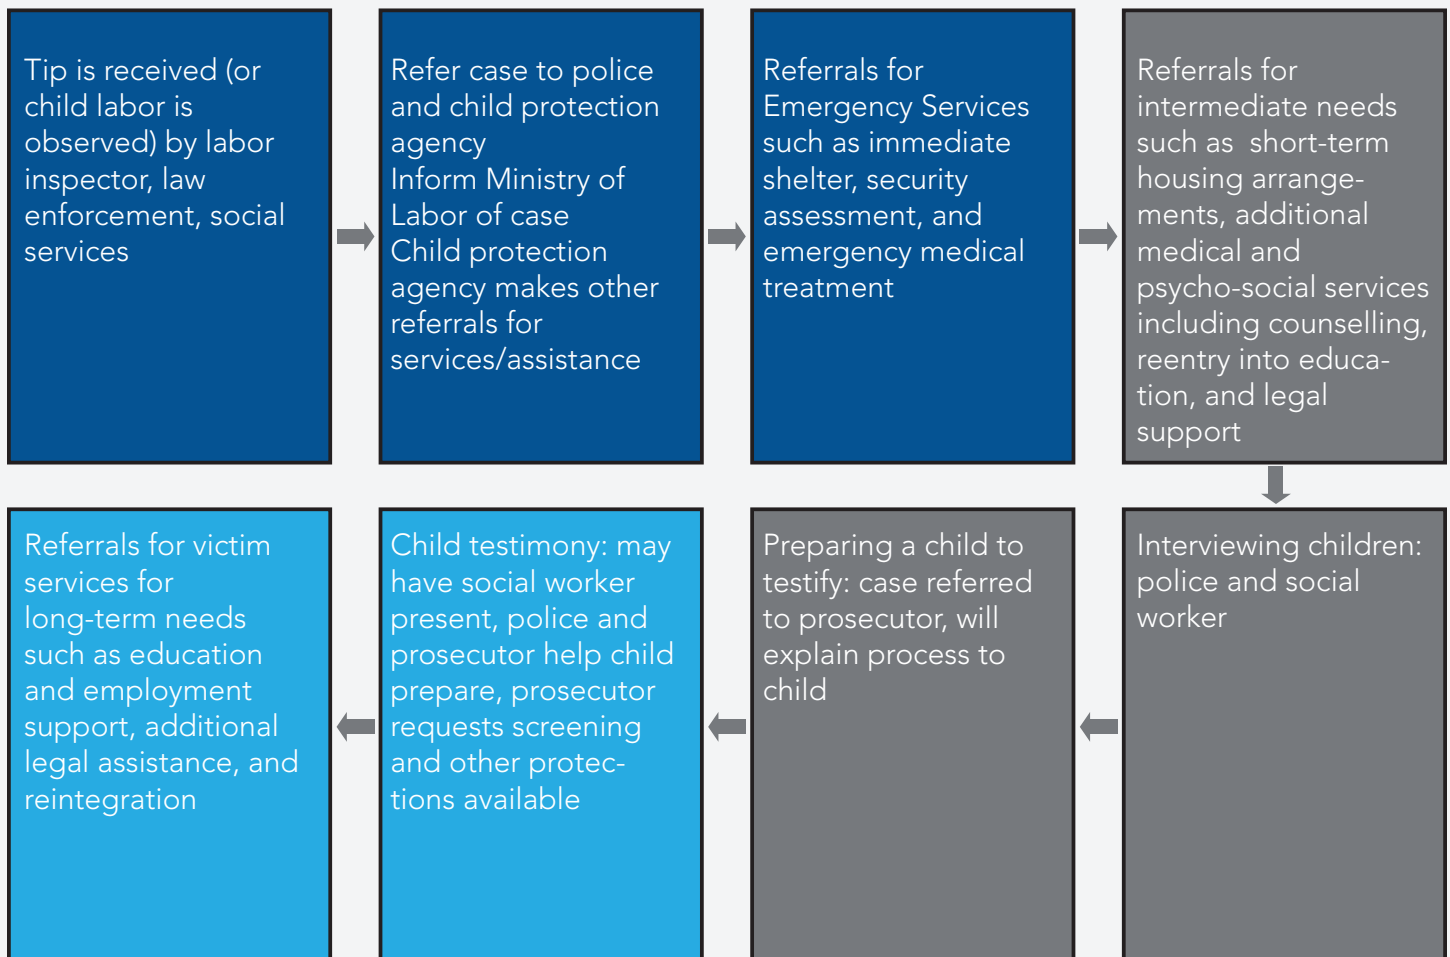 Tip is received (or
child labor is
observed) by labor
inspector, law
enforcement, social
services
Refer case to police
and child protection
agency
Inform Ministry of
Labor of case
Child protection
agency makes other
referrals for
services/assistance
Referrals for
Emergency Services
such as immediate
shelter, security
assessment, and
emergency medical
treatment
Referrals for
intermediate needs
such as  short-term
housing arrange-
ments, additional
medical and
psycho-social services
including counselling,
reentry into educa-
tion, and legal
support
Interviewing children:
police and social
worker
Preparing a child to
testify: case referred
to prosecutor, will
explain process to
child
Child testimony: may
have social worker
present, police and
prosecutor help child
prepare, prosecutor
requests screening
and other protec-
tions available
Referrals for victim
services for
long-term needs
such as education
and employment
support, additional
legal assistance, and
reintegration